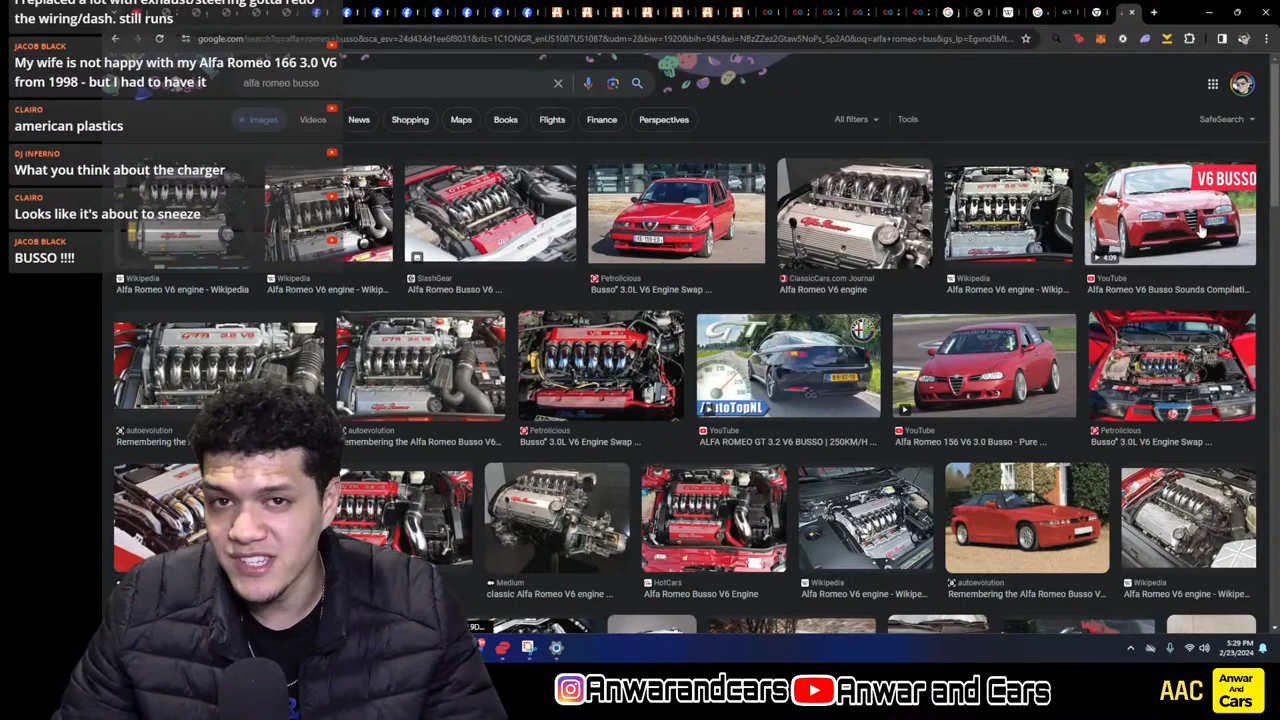 I replaced a lot with exhaust/steering gotta redo
the wiring/dash. still runs
JACOB BLACK
My wife is not happy with my Alfa Romeo 166 3.0 V6
from 1998 - but I had to have it
CLAIRO
american plastics
DJ INFERNO
What you think about the charger
CLAIRO
Looks like it's about to sneeze
JACOB BLACK
BUSSO !!!!
alfa romeo busso
Images
Videos
News
Shopping
Maps
Books
Flights
Finance
Perspectives
All filters
Tools
SafeSearch
V6 BUSSO
4:09
Wikipedia
Alfa Romeo V6 engine - Wikipedia
Wikipedia
Alfa Romeo V6 engine - Wikip...
SlashGear
Alfa Romeo Busso V6 ...
Petrolicious
Busso" 3.0L V6 Engine Swap ...
ClassicCars.com Journal
Alfa Romeo V6 engine
Wikipedia
Alfa Romeo V6 engine - Wikip...
YouTube
Alfa Romeo V6 Busso Sounds Compilati...
GT
AutoTopNL
autoevolution
Remembering the
autoevolution
emembering the Alfa Romeo Busso V6...
Petrolicious
Busso" 3.0L V6 Engine Swap ...
YouTube
ALFA ROMEO GT 3.2 V6 BUSSO | 250KM/H ...
YouTube
Alfa Romeo 156 V6 3.0 Busso - Pure ...
Petrolicious
Busso" 3.0L V6 Engine Swap ...
Medium
classic Alfa Romeo V6 engine ...
HotCars
Alfa Romeo Busso V6 Engine
Wikipedia
Alfa Romeo V6 engine - Wikipe...
autoevolution
Remembering the Alfa Romeo Busso V...
Wikipedia
Alfa Romeo V6 engine - Wikipe...
5:29 PM
2/23/2024
Anwarandcars
Anwar and Cars
AAC
Anwar
and
Cars